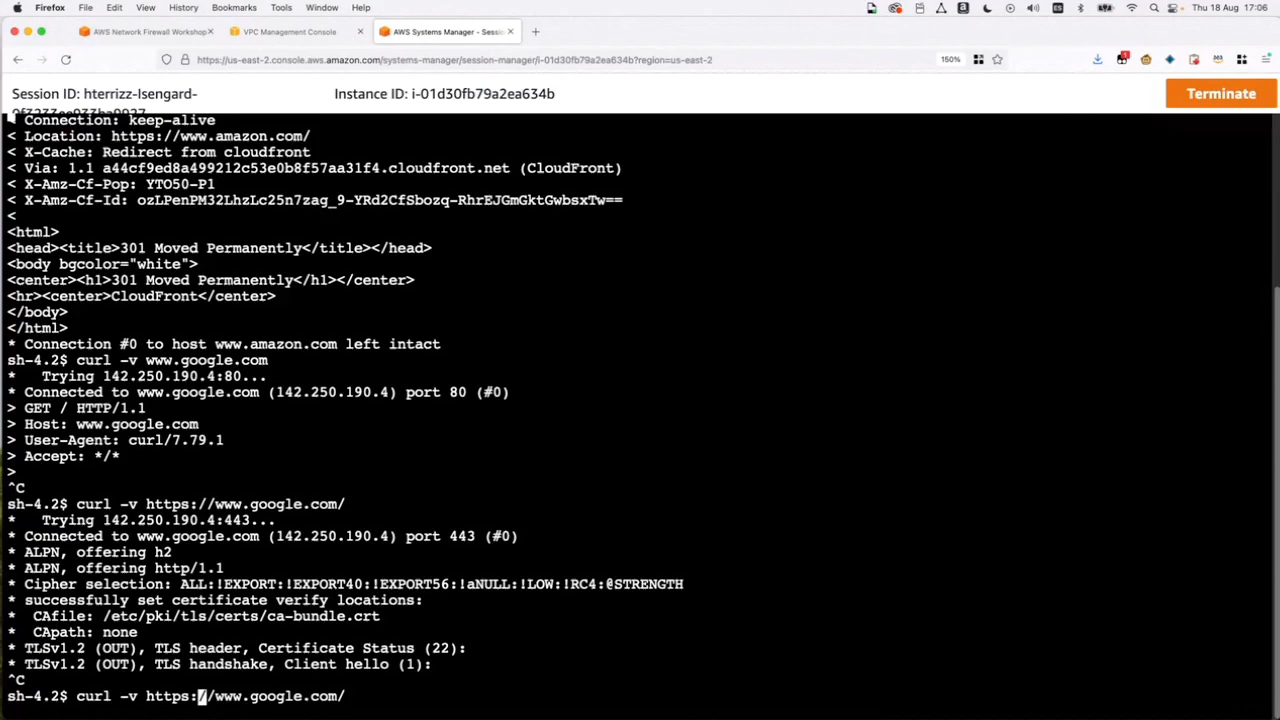 Firefox File Edit View History Bookmarks Tools Window Help Thu 18 Aug 17:06
AWS Network Firewall Workshop VPC Management Console AWS Systems Manager - Sessi
https://us-east-2.console.aws.amazon.com/systems-manager/session-manager/i-01d30fb79a2ea634b?region=us-east-2 150%
Session ID: hterrizz-Isengard- Instance ID: i-01d30fb79a2ea634b Terminate
Connection: keep-alive
< Location: https://www.amazon.com/
< X-Cache: Redirect from cloudfront
< Via: 1.1 a44cf9ed8a499212c53e0b8f57aa31f4.cloudfront.net (CloudFront)
< X-Amz-Cf-Pop: YTO50-P1
< X-Amz-Cf-Id: ozLPenPM32LhzLc25n7zag_9-YRd2CfSbozq-RhrEJGmGktGwbsxTw==
<
<html>
<head><title>301 Moved Permanently</title></head>
<body bgcolor="white">
<center><h1>301 Moved Permanently</h1></center>
<hr><center>CloudFront</center>
</body>
</html>
* Connection #0 to host www.amazon.com left intact
sh-4.2$ curl -v www.google.com
*   Trying 142.250.190.4:80...
* Connected to www.google.com (142.250.190.4) port 80 (#0)
> GET / HTTP/1.1
> Host: www.google.com
> User-Agent: curl/7.79.1
> Accept: */*
>
^C
sh-4.2$ curl -v https://www.google.com/
*   Trying 142.250.190.4:443...
* Connected to www.google.com (142.250.190.4) port 443 (#0)
* ALPN, offering h2
* ALPN, offering http/1.1
* Cipher selection: ALL:!EXPORT:!EXPORT40:!EXPORT56:!aNULL:!LOW:!RC4:@STRENGTH
* successfully set certificate verify locations:
*  CAfile: /etc/pki/tls/certs/ca-bundle.crt
*  CApath: none
* TLSv1.2 (OUT), TLS header, Certificate Status (22):
* TLSv1.2 (OUT), TLS handshake, Client hello (1):
^C
sh-4.2$ curl -v https://www.google.com/